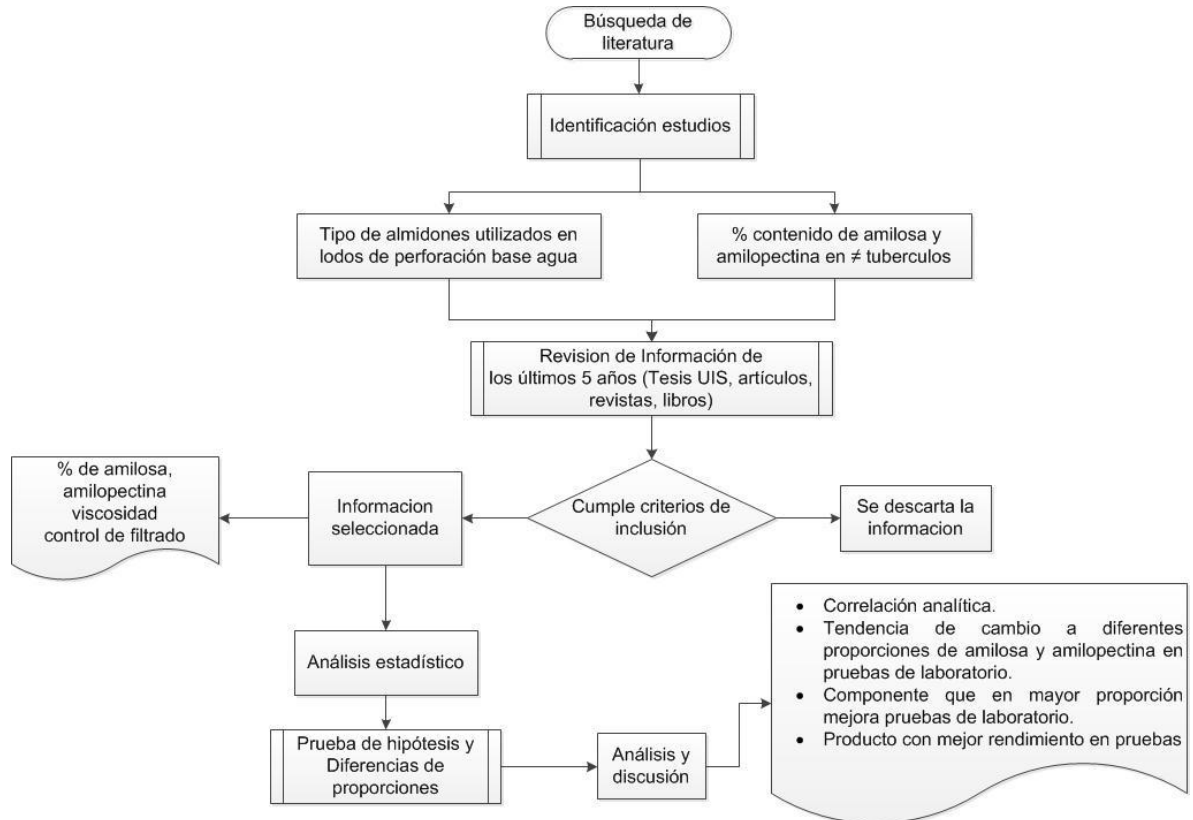 Búsqueda de
literatura
Identificación estudios
Tipo de almidones utilizados en
lodos de perforación base agua
% contenido de amilosa y
amilopectina en ≠ tuberculos
Revision de Información de
los últimos 5 años (Tesis UIS, artículos,
revistas, libros)
% de amilosa,
amilopectina
viscosidad
control de filtrado
Informacion
seleccionada
Cumple criterios de
inclusión
Se descarta la
informacion
Análisis estadístico
Prueba de hipótesis y
Diferencias de
proporciones
Análisis y
discusión
• Correlación analítica.
• Tendencia de cambio a diferentes
proporciones de amilosa y amilopectina en
pruebas de laboratorio.
• Componente que en mayor proporción
mejora pruebas de laboratorio.
• Producto con mejor rendimiento en pruebas